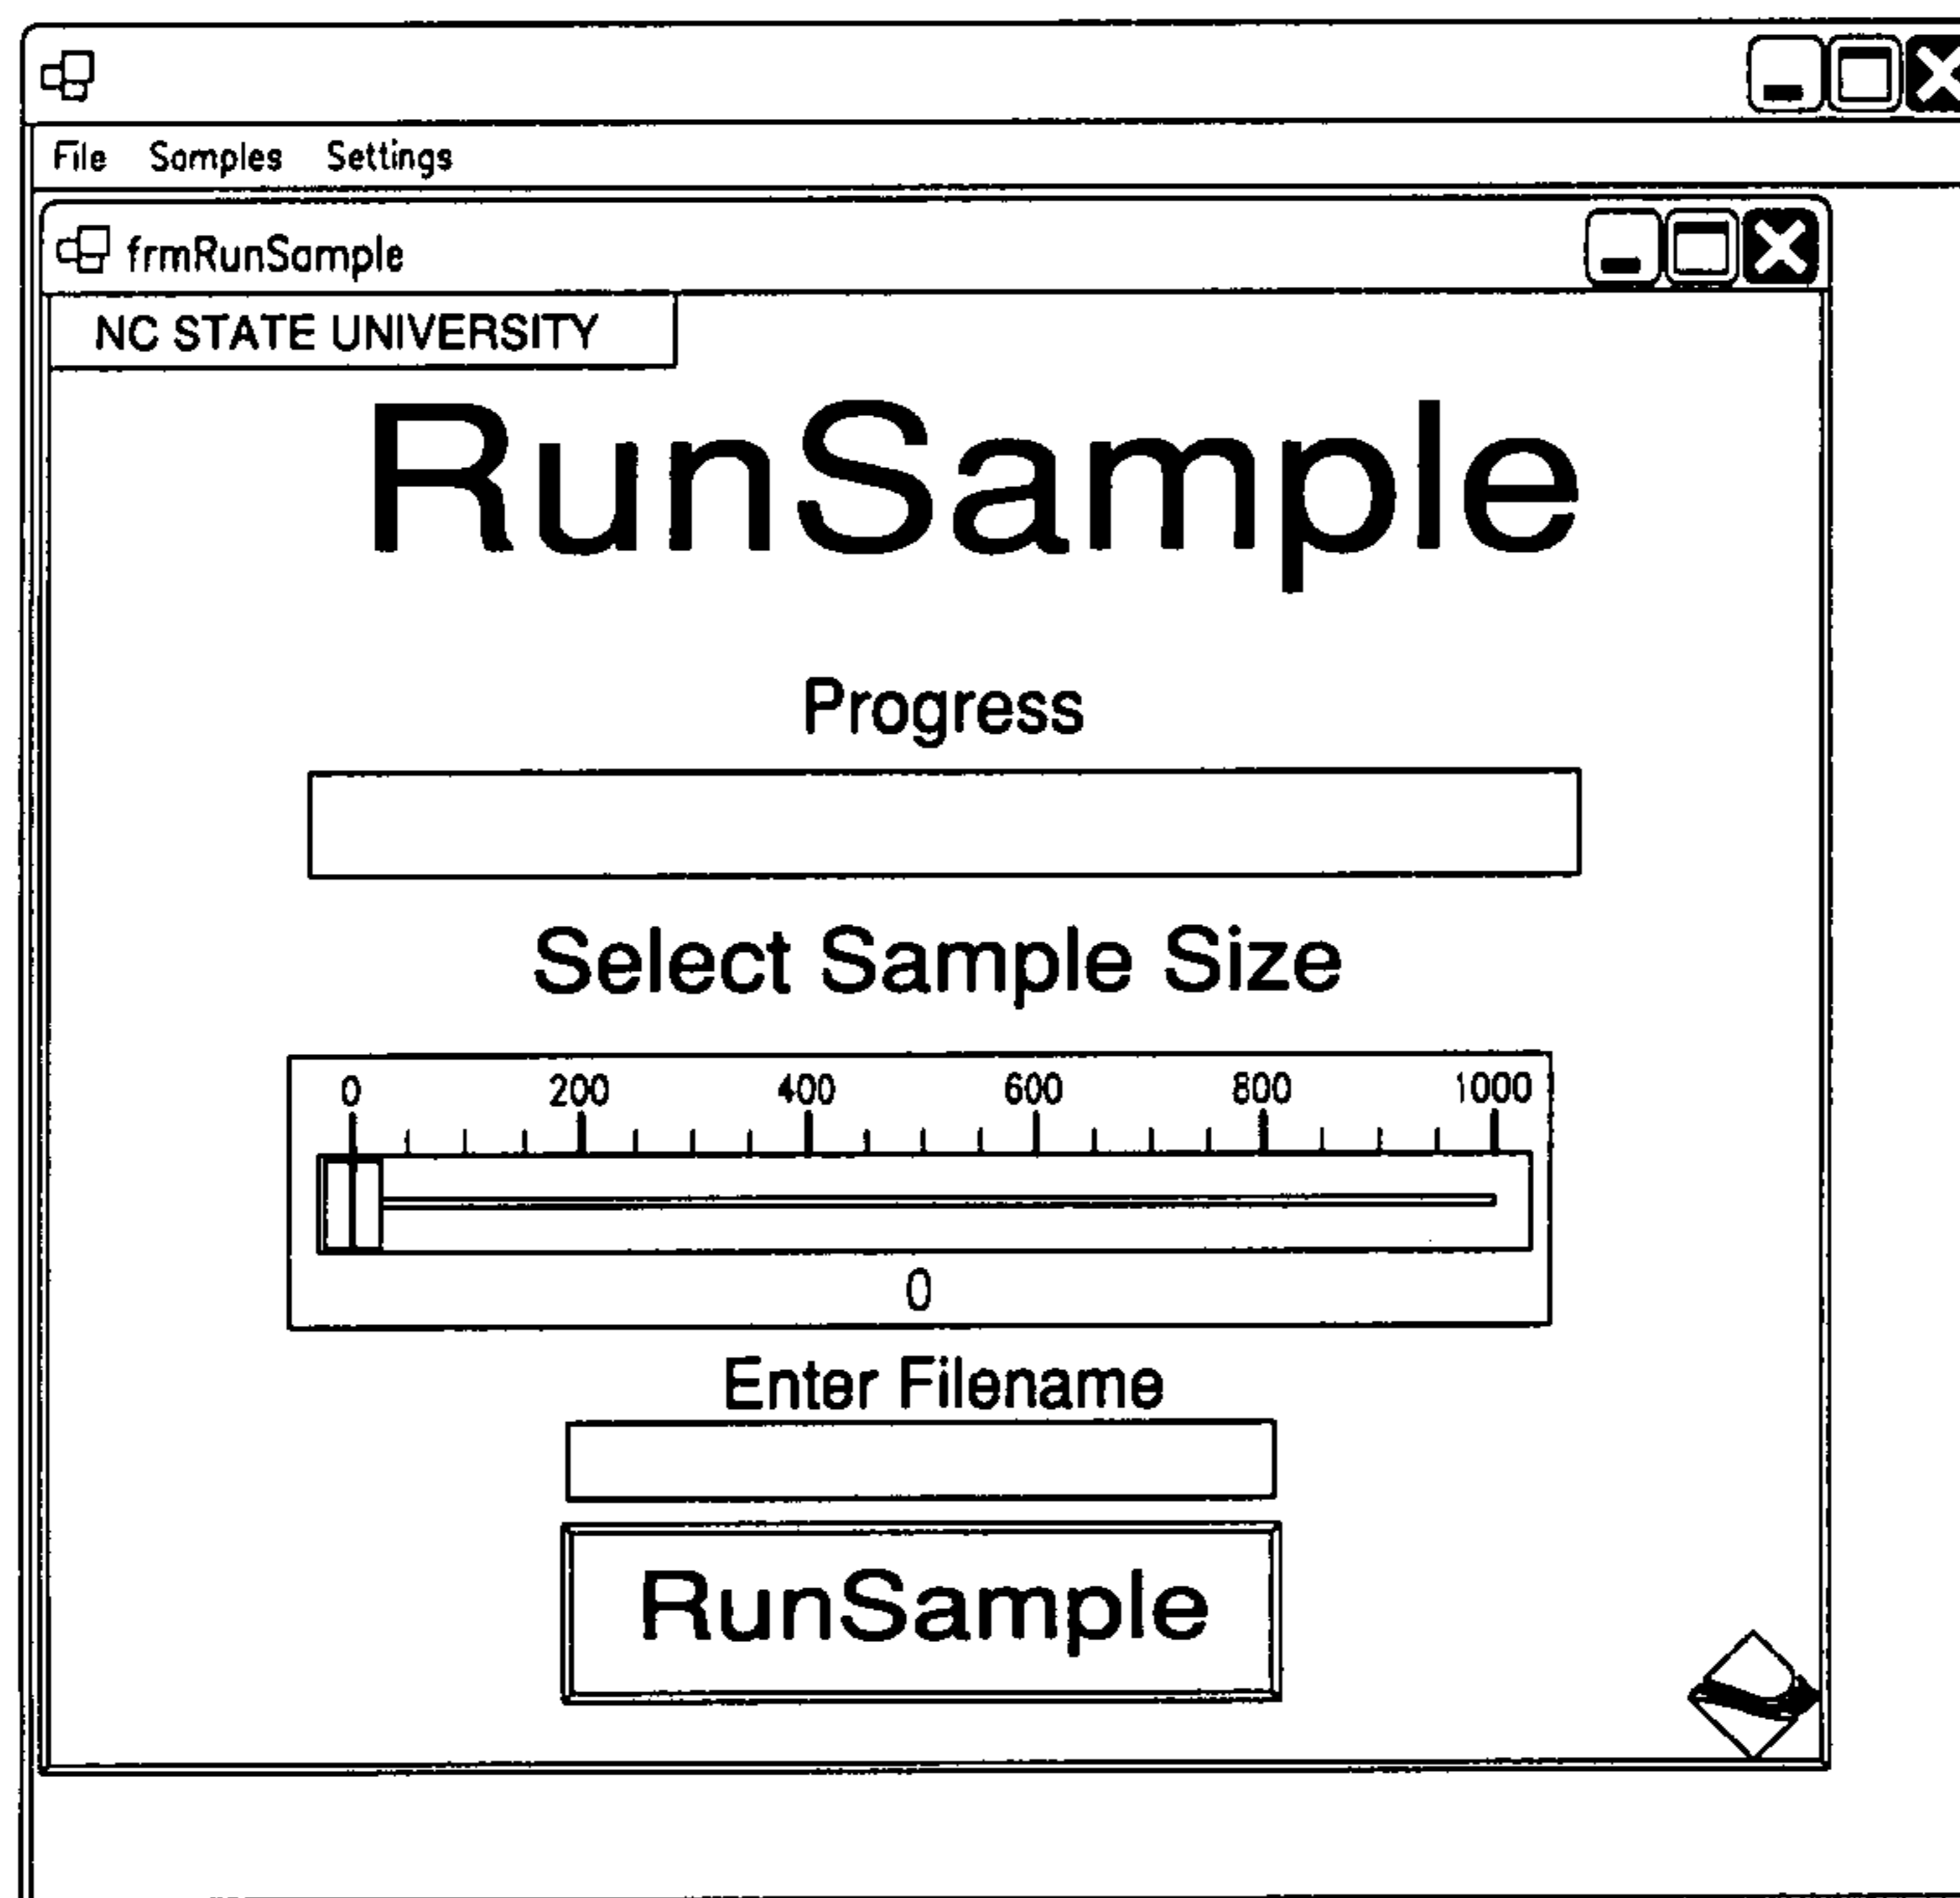 File Samples Settings
frmRunSample
NC STATE UNIVERSITY
RunSample
Progress
Select Sample Size
0 200 400 600 800 1000
0
Enter Filename
RunSample